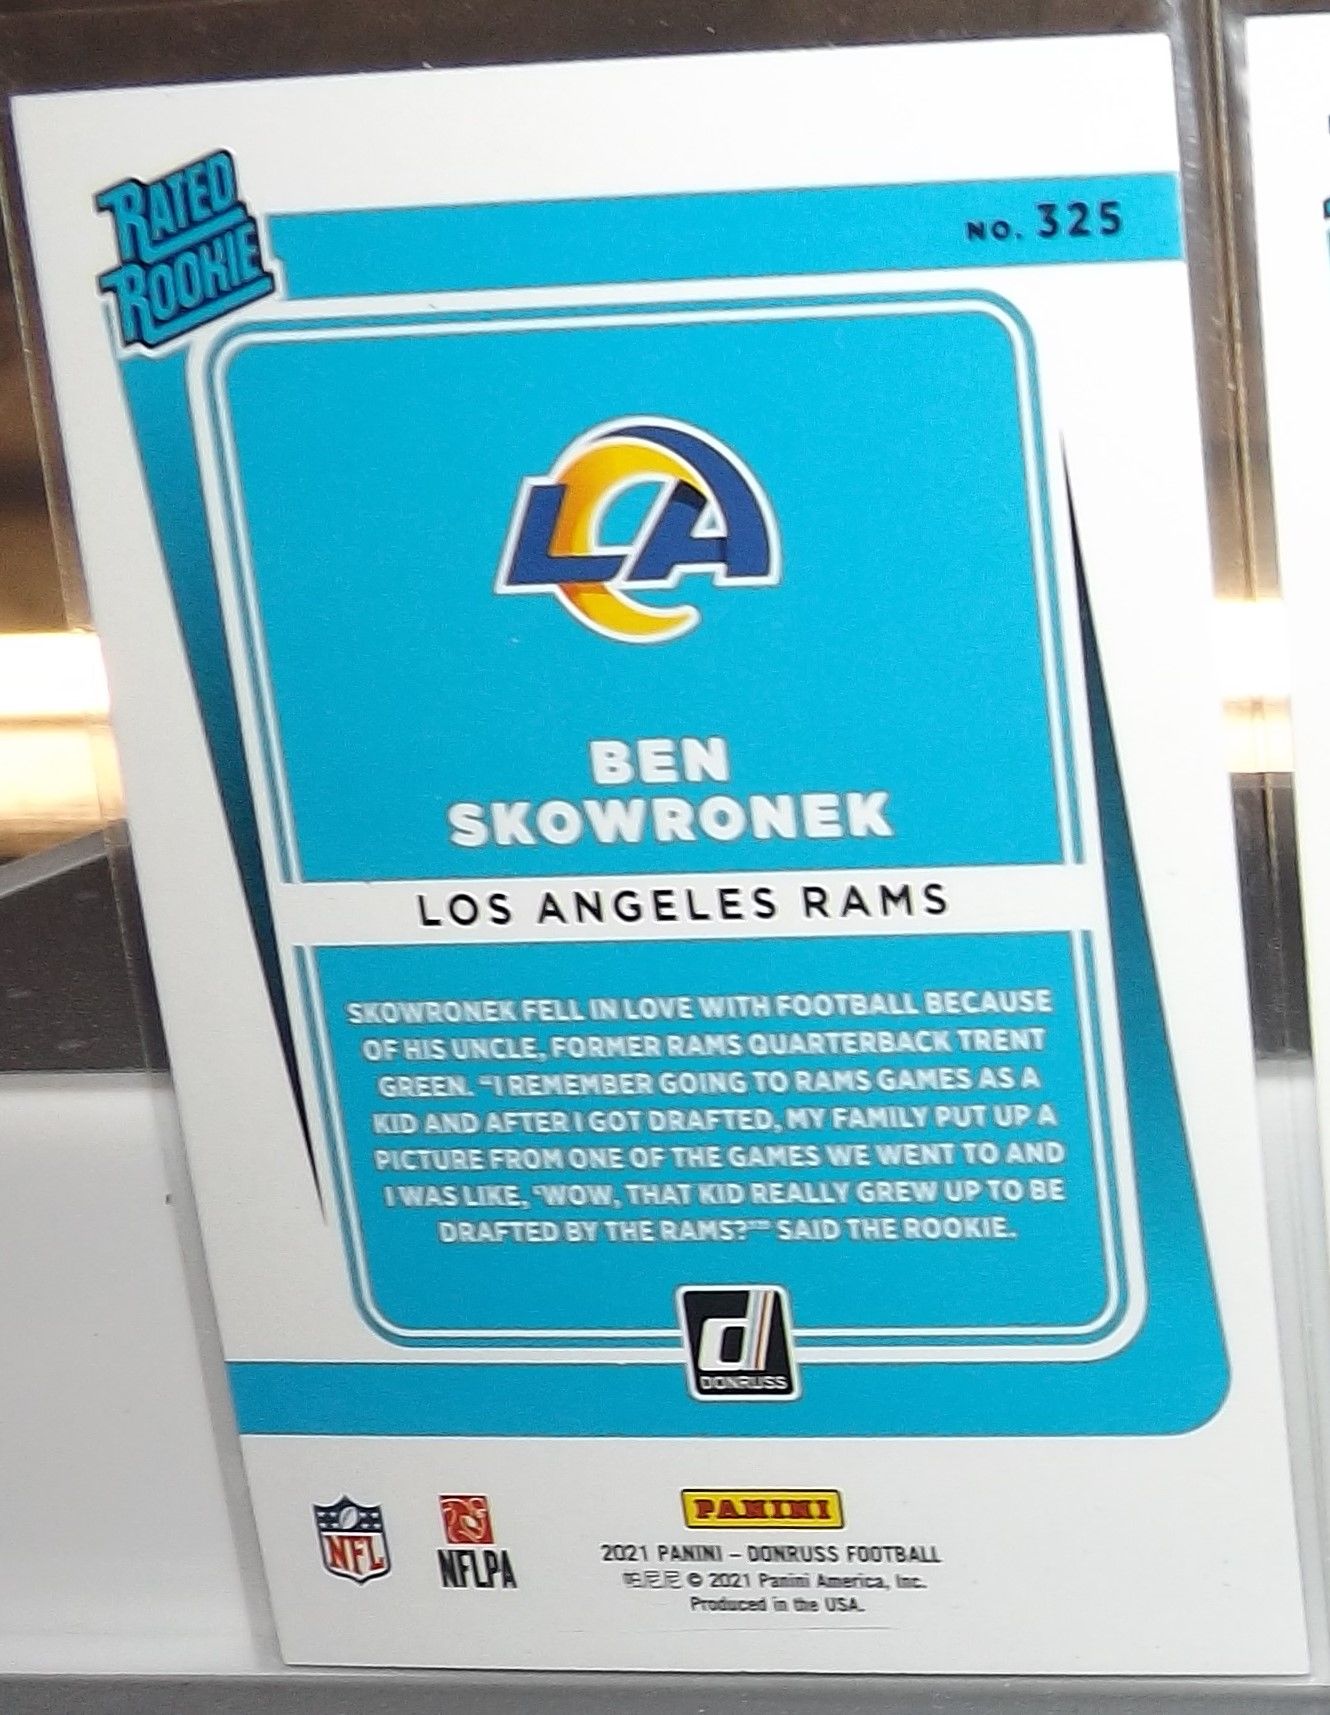 RATED
ROOKIE
NO. 325
LA
BEN
SKOWRONEK
LOS ANGELES RAMS
SKOWRONEK FELL IN LOVE WITH FOOTBALL BECAUSE
OF HIS UNCLE, FORMER RAMS QUARTERBACK TRENT
GREEN. “I REMEMBER GOING TO RAMS GAMES AS A
KID AND AFTER I GOT DRAFTED, MY FAMILY PUT UP A
PICTURE FROM ONE OF THE GAMES WE WENT TO AND
I WAS LIKE, ‘WOW, THAT KID REALLY GREW UP TO BE
DRAFTED BY THE RAMS?’” SAID THE ROOKIE.
d
DONRUSS
NFL
NFLPA
PANINI
2021 PANINI – DONRUSS FOOTBALL
帕尼尼 © 2021 Panini America, Inc.
Produced in the USA.